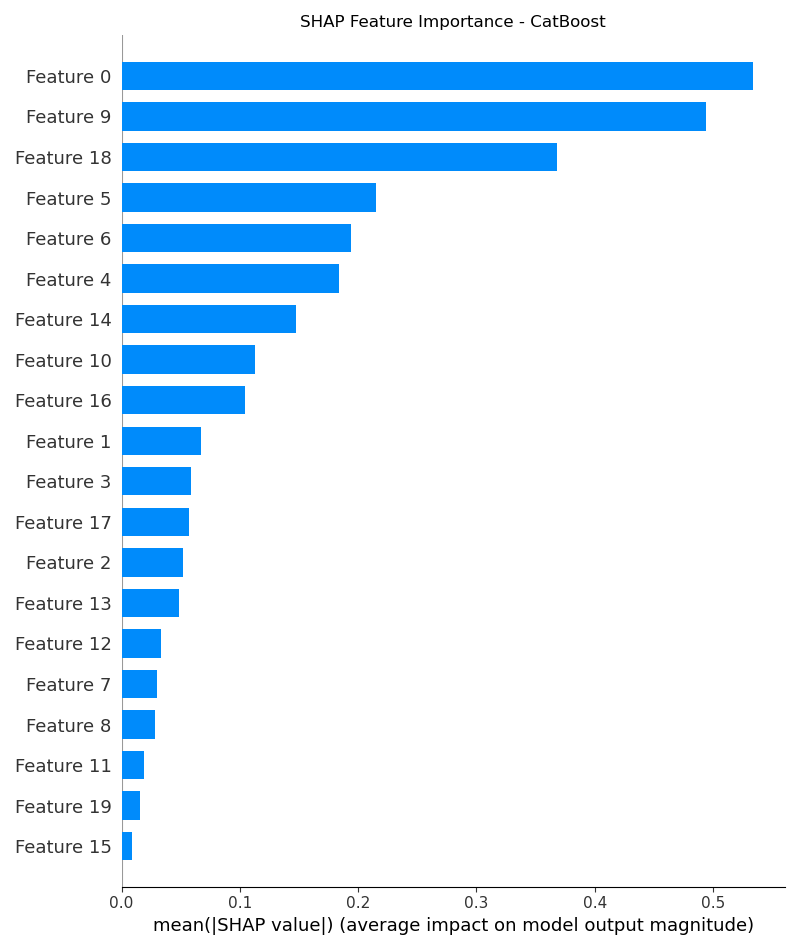 SHAP Feature Importance - CatBoost
Feature 0
Feature 9
Feature 18
Feature 5
Feature 6
Feature 4
Feature 14
Feature 10
Feature 16
Feature 1
Feature 3
Feature 17
Feature 2
Feature 13
Feature 12
Feature 7
Feature 8
Feature 11
Feature 19
Feature 15
0.0 0.1 0.2 0.3 0.4 0.5
mean(|SHAP value|) (average impact on model output magnitude)